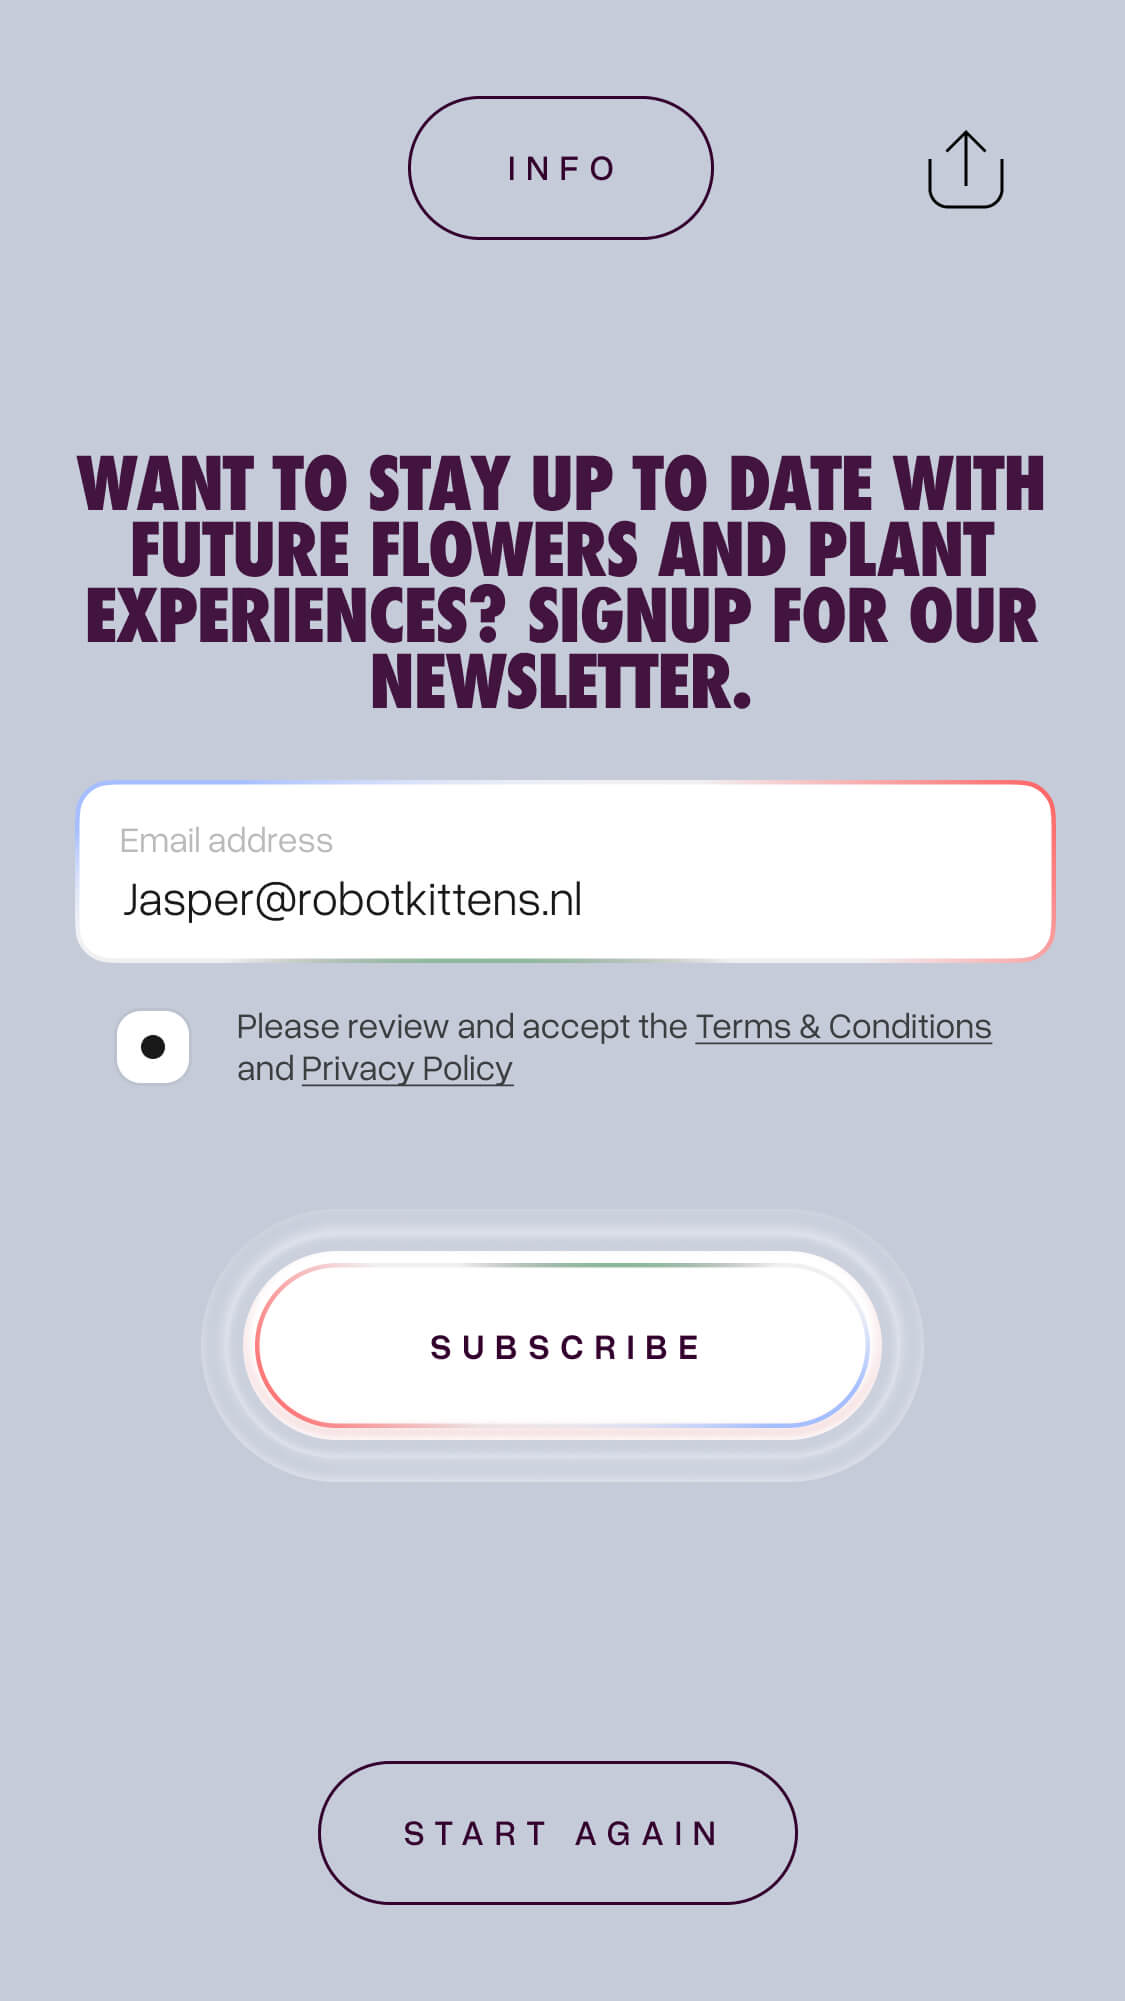 INFO
WANT TO STAY UP TO DATE WITH
FUTURE FLOWERS AND PLANT
EXPERIENCES? SIGNUP FOR OUR
NEWSLETTER.
Email address
Jasper@robotkittens.nl
Please review and accept the Terms & Conditions
and Privacy Policy
SUBSCRIBE
START AGAIN